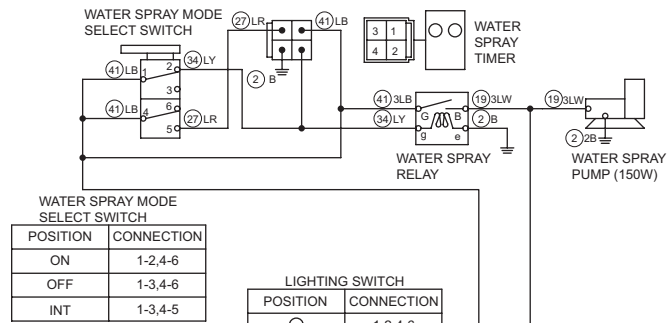 WATER SPRAY MODE
SELECT SWITCH
27 LR
41 LB
3 1
4 2
WATER
SPRAY
TIMER
41 LB
1
2
34 LY
3
2 B
41 LB
4
6
5
27 LR
41 3LB
G
B
19 3LW
34 LY
g
e
2 B
19 3LW
2 2B
WATER SPRAY
RELAY
WATER SPRAY
PUMP (150W)
WATER SPRAY MODE
SELECT SWITCH
POSITION CONNECTION
ON 1-2,4-6
OFF 1-3,4-6
INT 1-3,4-5
LIGHTING SWITCH
POSITION CONNECTION